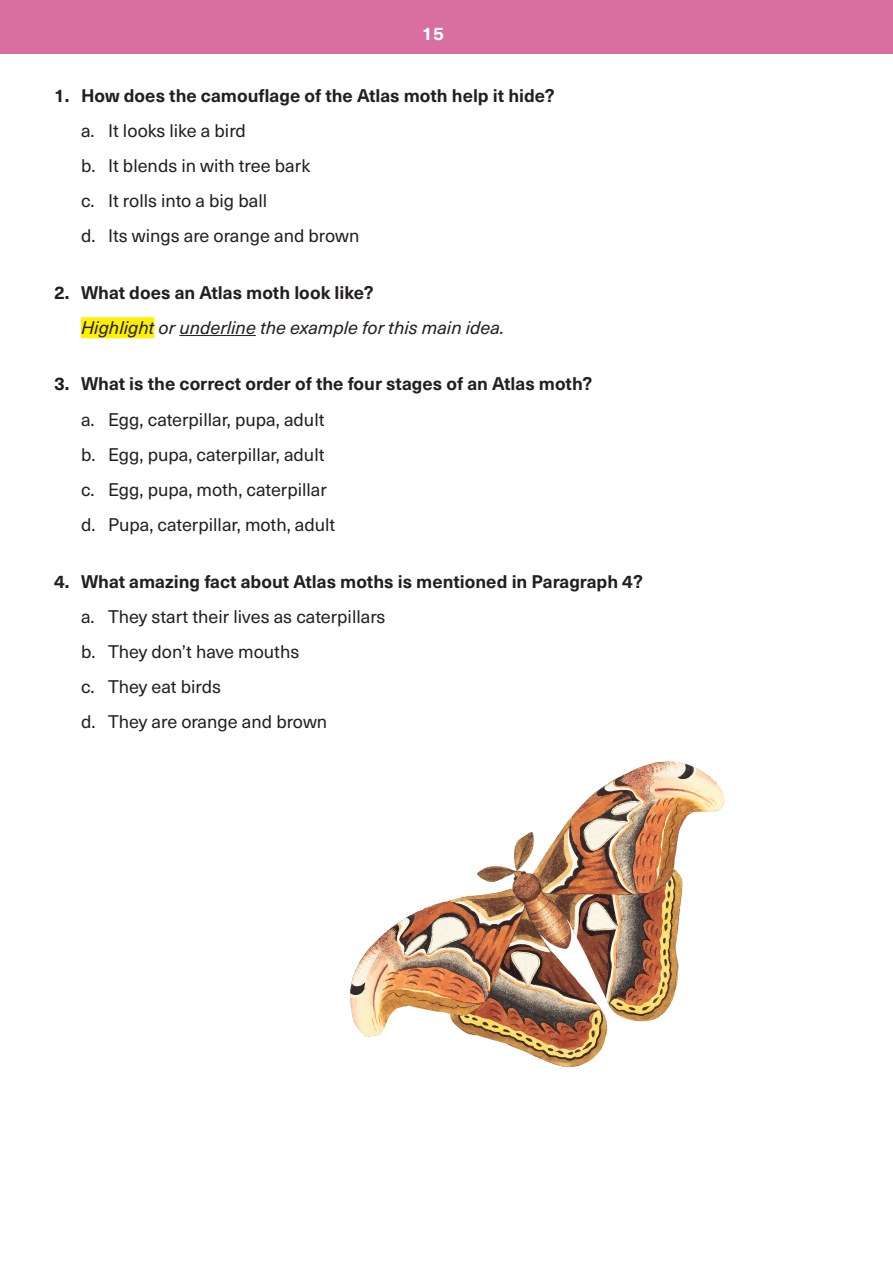 15
1. How does the camouflage of the Atlas moth help it hide?
a. It looks like a bird
b. It blends in with tree bark
c. It rolls into a big ball
d. Its wings are orange and brown
2. What does an Atlas moth look like?
Highlight or underline the example for this main idea.
3. What is the correct order of the four stages of an Atlas moth?
a. Egg, caterpillar, pupa, adult
b. Egg, pupa, caterpillar, adult
c. Egg, pupa, moth, caterpillar
d. Pupa, caterpillar, moth, adult
4. What amazing fact about Atlas moths is mentioned in Paragraph 4?
a. They start their lives as caterpillars
b. They don’t have mouths
c. They eat birds
d. They are orange and brown